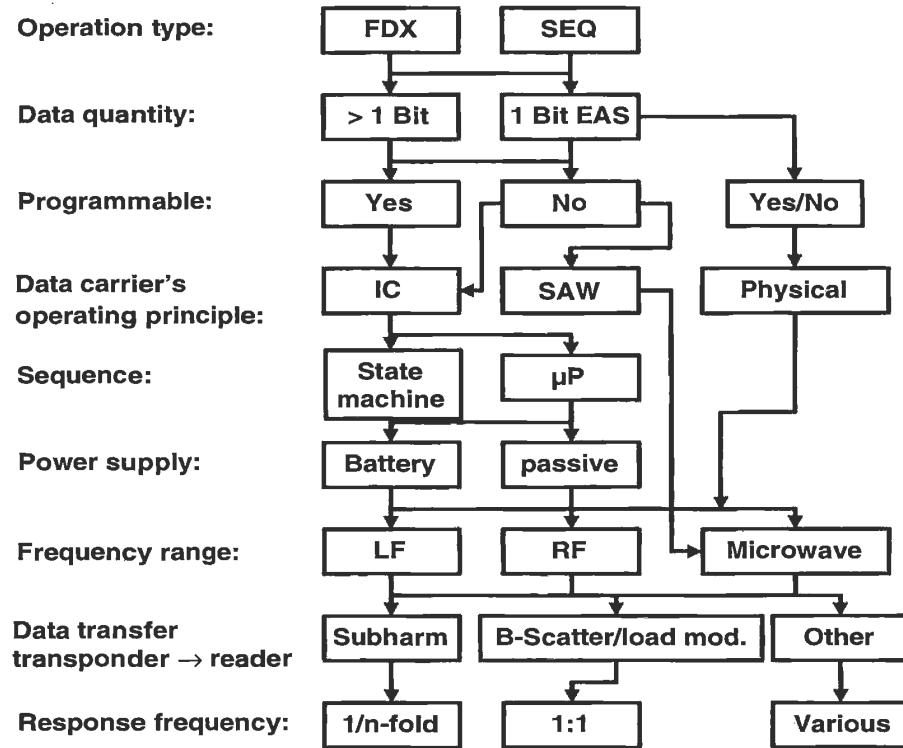 Operation type: FDX SEQ
Data quantity: > 1 Bit 1 Bit EAS
Programmable: Yes No Yes/No
Data carrier's
operating principle: IC SAW Physical
Sequence: State
machine µP
Power supply: Battery passive
Frequency range: LF RF Microwave
Data transfer
transponder → reader Subharm B-Scatter/load mod. Other
Response frequency: 1/n-fold 1:1 Various